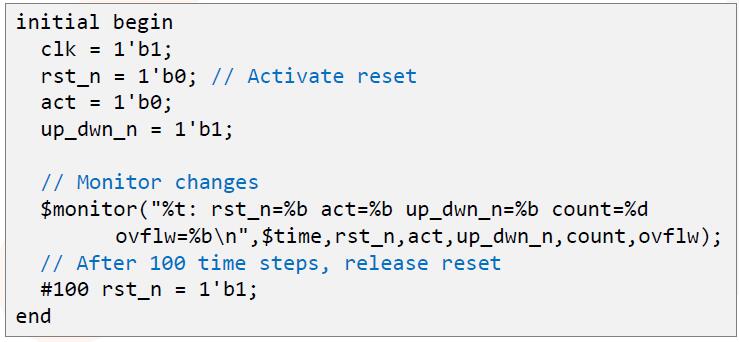 initial begin
  clk = 1'b1;
  rst_n = 1'b0; // Activate reset
  act = 1'b0;
  up_dwn_n = 1'b1;

  // Monitor changes
  $monitor("%t: rst_n=%b act=%b up_dwn_n=%b count=%d
        ovflw=%b\n",$time,rst_n,act,up_dwn_n,count,ovflw);
  // After 100 time steps, release reset
  #100 rst_n = 1'b1;
end